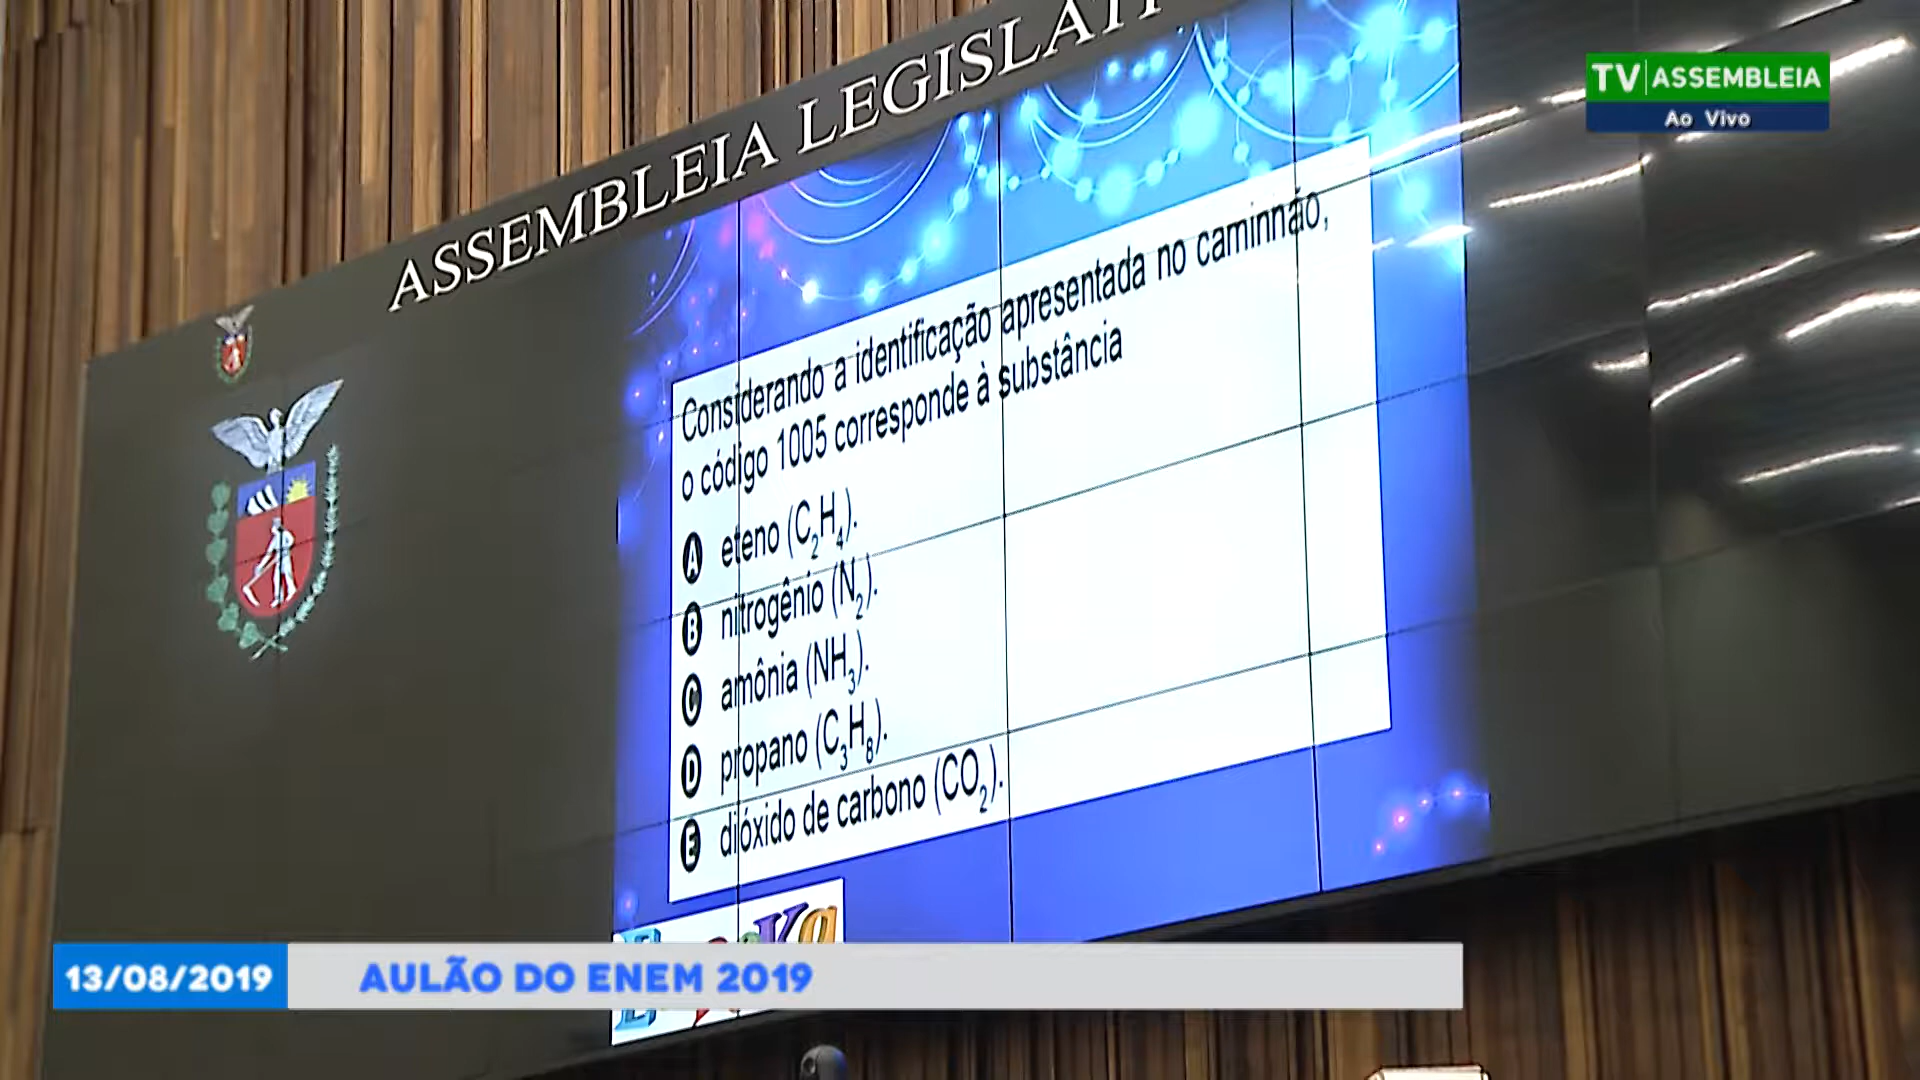 ASSEMBLEIA
TV ASSEMBLEIA
Ao Vivo
Considerando a identificação apresentada no caminhão,
o código 1005 corresponde à substância
A eteno (C₂H₄).
B nitrogênio (N₂).
C amônia (NH₃).
D propano (C₃H₈).
E dióxido de carbono (CO₂).
13/08/2019 AULÃO DO ENEM 2019